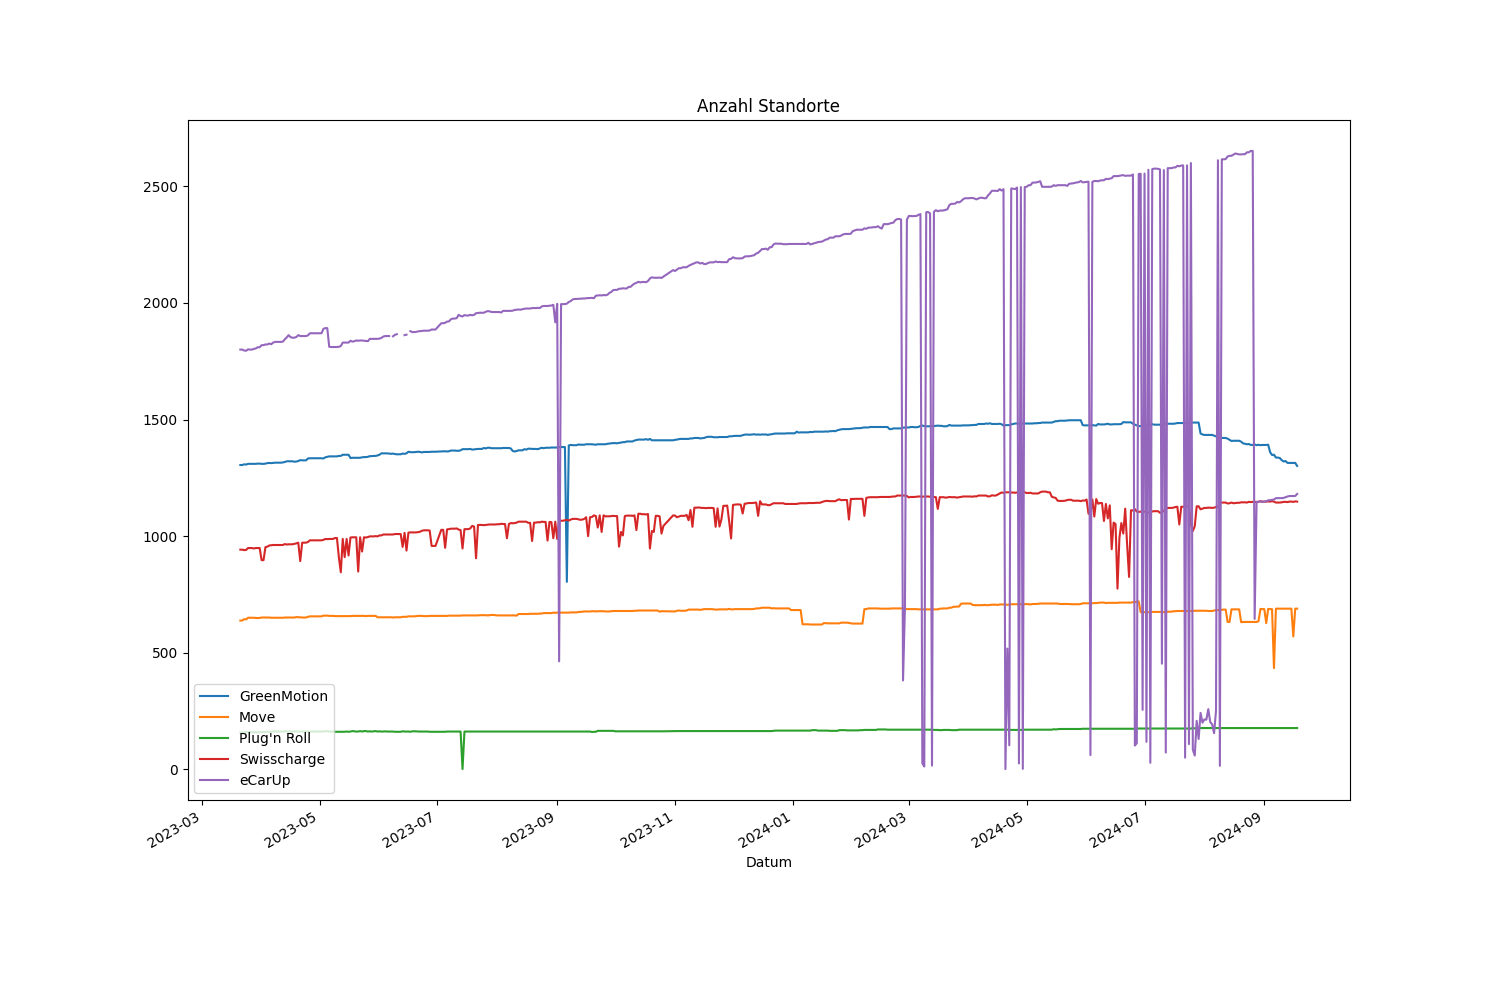 Anzahl Standorte
2500
2000
1500
1000
500
0
GreenMotion
Move
Plug'n Roll
Swisscharge
eCarUp
2023-03
2023-05
2023-07
2023-09
2023-11
2024-01
2024-03
2024-05
2024-07
2024-09
Datum